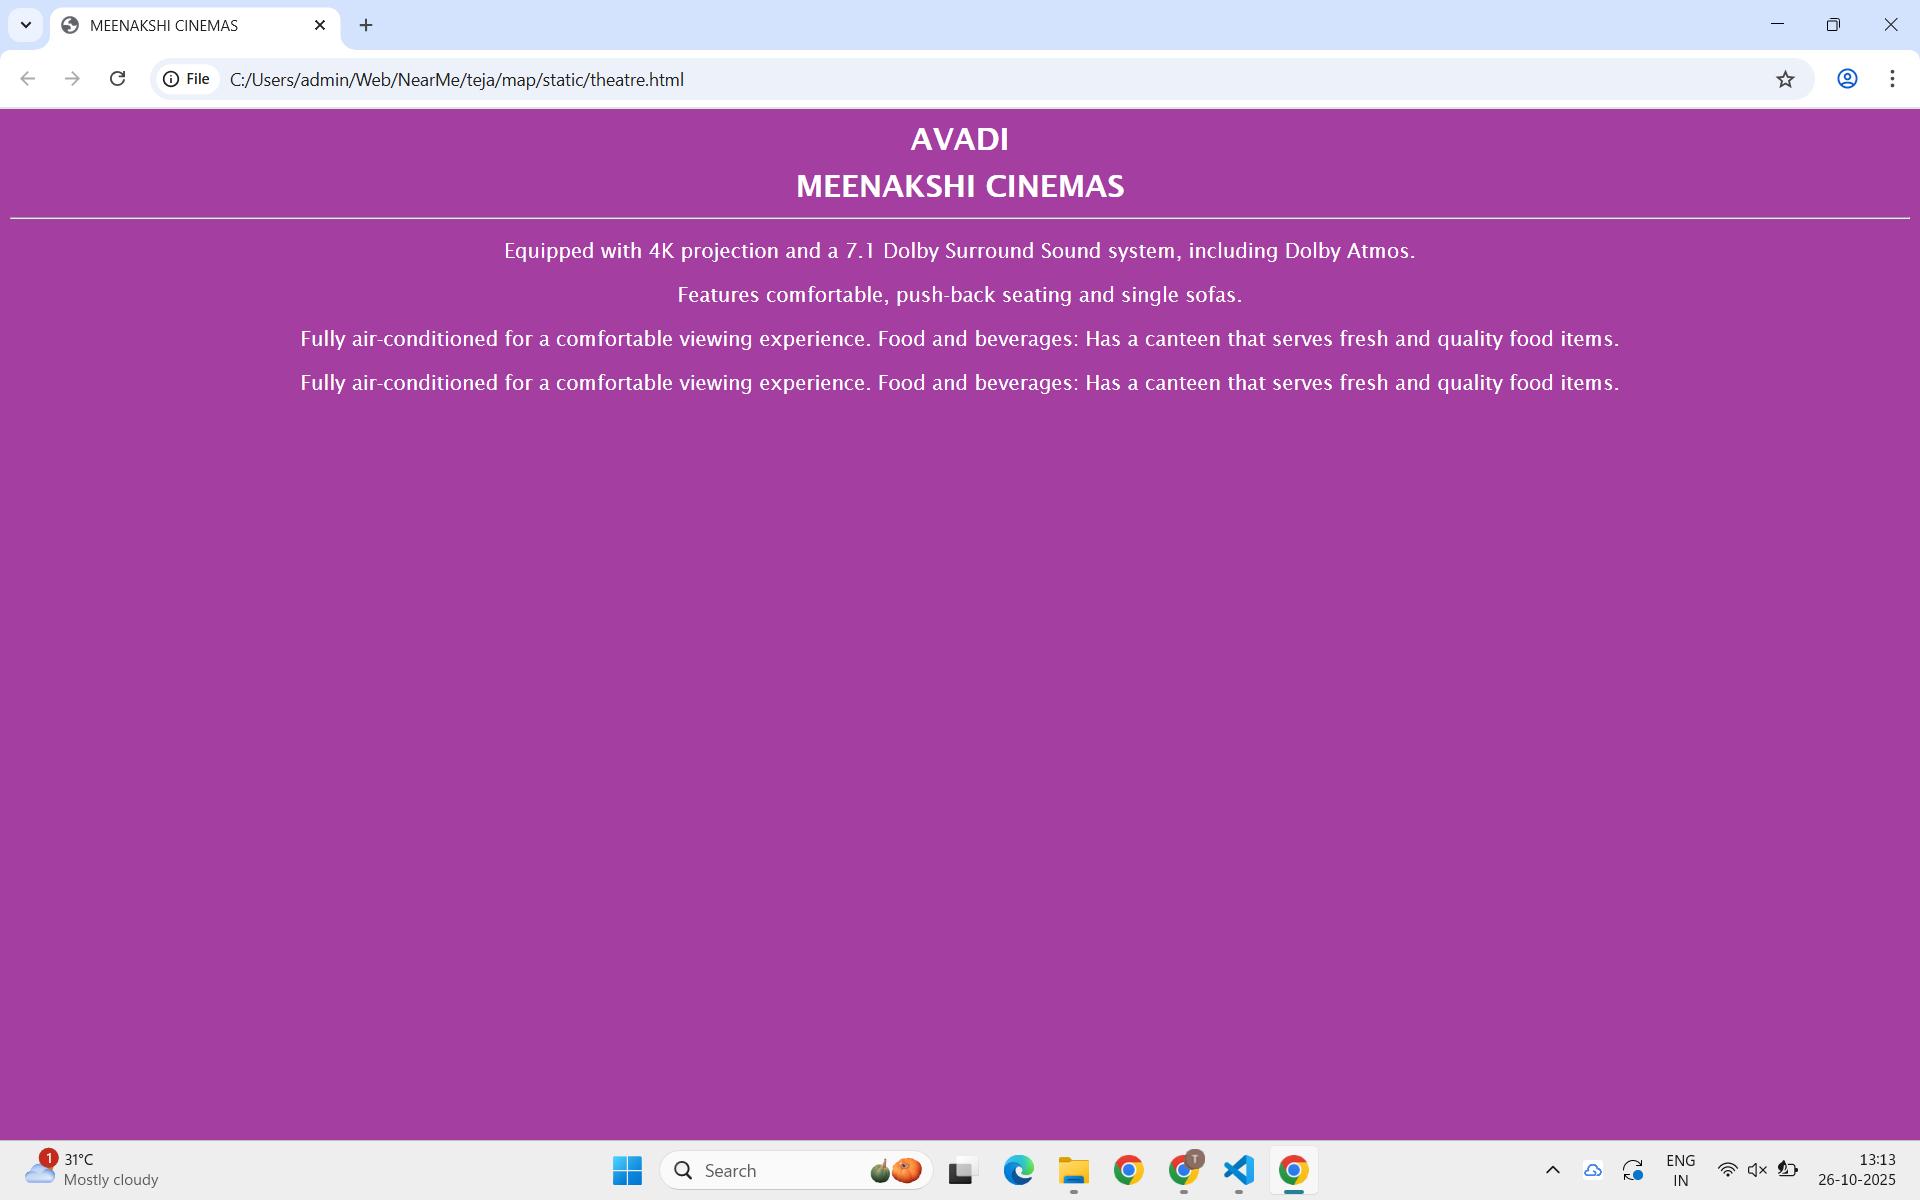 MEENAKSHI CINEMAS
File C:/Users/admin/Web/NearMe/teja/map/static/theatre.html
AVADI
MEENAKSHI CINEMAS
Equipped with 4K projection and a 7.1 Dolby Surround Sound system, including Dolby Atmos.
Features comfortable, push-back seating and single sofas.
Fully air-conditioned for a comfortable viewing experience. Food and beverages: Has a canteen that serves fresh and quality food items.
Fully air-conditioned for a comfortable viewing experience. Food and beverages: Has a canteen that serves fresh and quality food items.
1
31°C
Mostly cloudy
Search
T
ENG
IN
13:13
26-10-2025